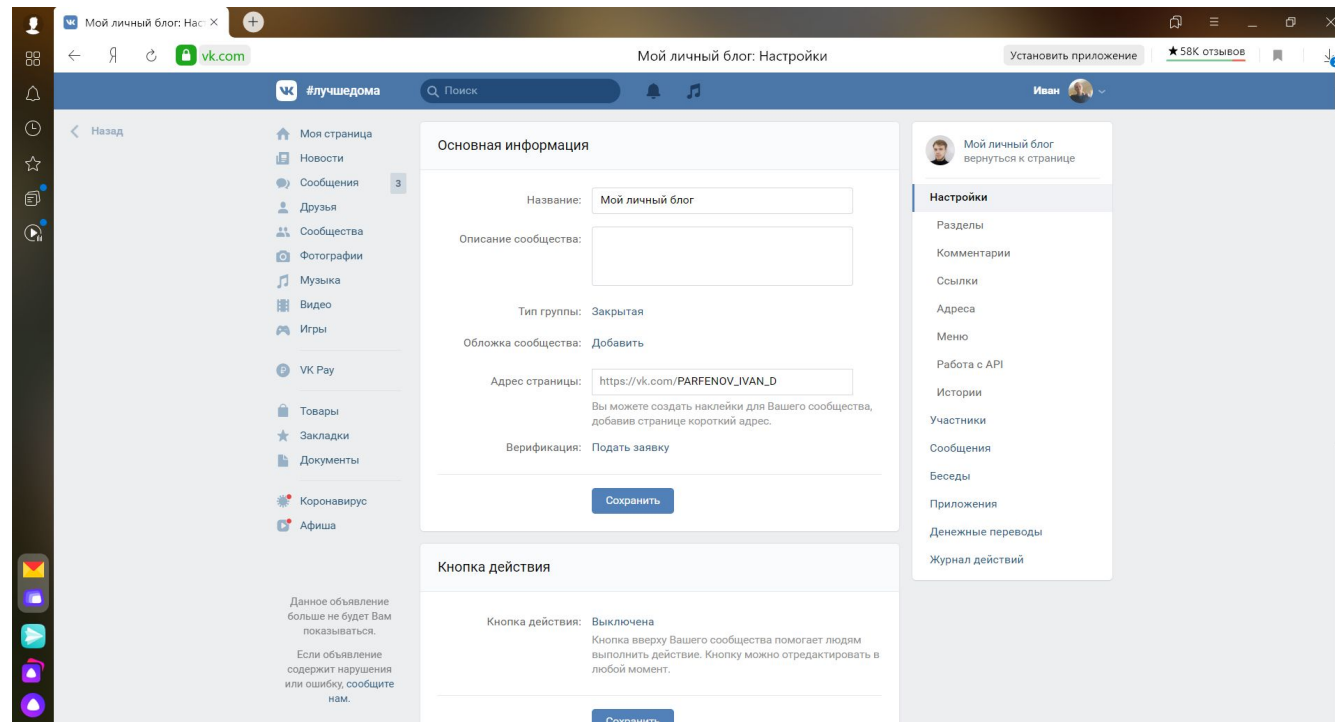 Мой личный блог: Нас
Я
vk.com
Мой личный блог: Настройки
Установить приложение
★ 58К отзывов
#лучшедома
Поиск
Иван
Назад
Моя страница
Новости
Сообщения 3
Друзья
Сообщества
Фотографии
Музыка
Видео
Игры
VK Pay
Товары
Закладки
Документы
Коронавирус
Афиша
Данное объявление
больше не будет Вам
показываться.
Если объявление
содержит нарушения
или ошибку, сообщите
нам.
Основная информация
Название: Мой личный блог
Описание сообщества:
Тип группы: Закрытая
Обложка сообщества: Добавить
Адрес страницы: https://vk.com/PARFENOV_IVAN_D
Вы можете создать наклейки для Вашего сообщества,
добавив странице короткий адрес.
Верификация: Подать заявку
Сохранить
Кнопка действия
Кнопка действия: Выключена
Кнопка вверху Вашего сообщества помогает людям
выполнить действие. Кнопку можно отредактировать в
любой момент.
Сохранить
Мой личный блог
вернуться к странице
Настройки
Разделы
Комментарии
Ссылки
Адреса
Меню
Работа с API
Истории
Участники
Сообщения
Беседы
Приложения
Денежные переводы
Журнал действий